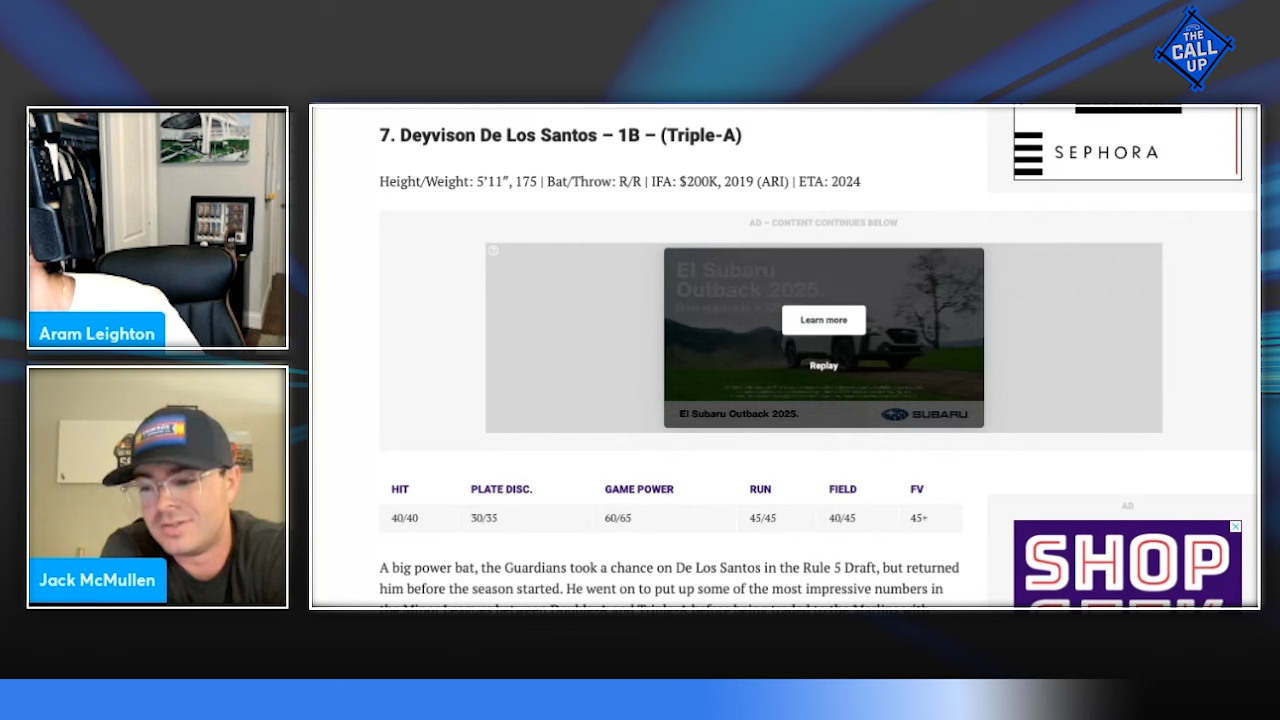 THE
CALL
UP
Aram Leighton
Jack McMullen
7. Deyvison De Los Santos – 1B – (Triple-A)
Height/Weight: 5’11″, 175 | Bat/Throw: R/R | IFA: $200K, 2019 (ARI) | ETA: 2024
SEPHORA
AD – CONTENT CONTINUES BELOW
El Subaru
Outback 2025.
Learn more
Replay
El Subaru Outback 2025.
SUBARU
HIT PLATE DISC. GAME POWER RUN FIELD FV
40/40 30/35 60/65 45/45 40/45 45+
A big power bat, the Guardians took a chance on De Los Santos in the Rule 5 Draft, but returned
him before the season started. He went on to put up some of the most impressive numbers in
AD
SHOP